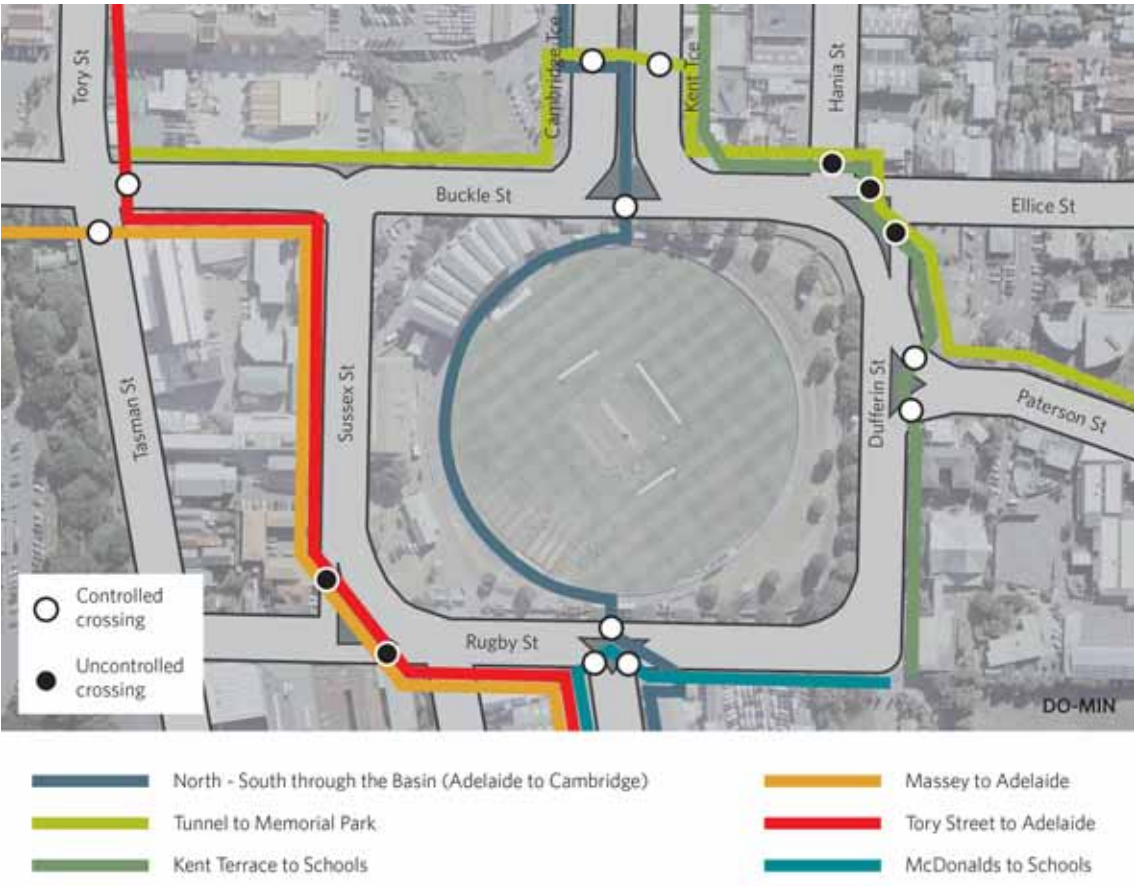 Tory St
Cambridge Tce
Kent Tce
Hania St
Buckle St
Ellice St
Tasman St
Sussex St
Dufferin St
Paterson St
Controlled
crossing
Uncontrolled
crossing
Rugby St
DO-MIN
North - South through the Basin (Adelaide to Cambridge)
Massey to Adelaide
Tunnel to Memorial Park
Tory Street to Adelaide
Kent Terrace to Schools
McDonalds to Schools